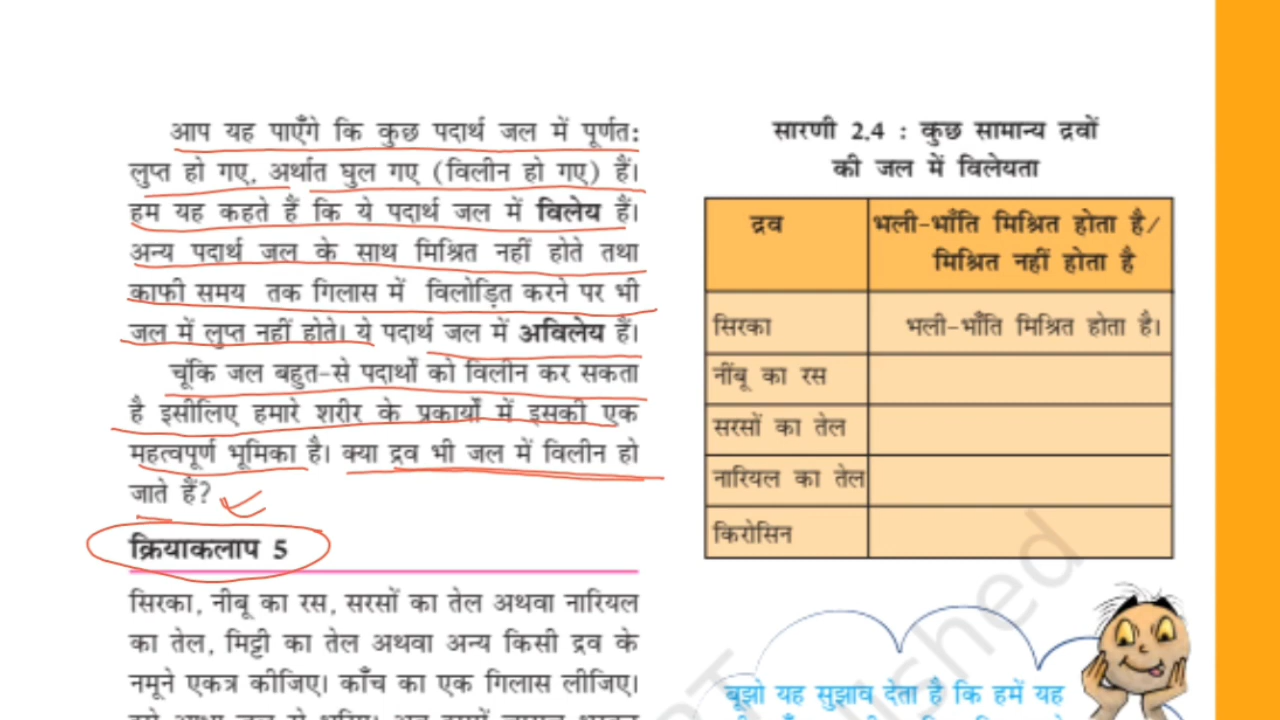 आप यह पाएँगे कि कुछ पदार्थ जल में पूर्णत:
लुप्त हो गए, अर्थात घुल गए (विलीन हो गए) हैं।
हम यह कहते हैं कि ये पदार्थ जल में विलेय हैं।
अन्य पदार्थ जल के साथ मिश्रित नहीं होते तथा
काफी समय तक गिलास में विलोड़ित करने पर भी
जल में लुप्त नहीं होते। ये पदार्थ जल में अविलेय हैं।
चूंकि जल बहुत-से पदार्थों को विलीन कर सकता
है इसीलिए हमारे शरीर के प्रकार्यों में इसकी एक
महत्वपूर्ण भूमिका है। क्या द्रव भी जल में विलीन हो
जाते हैं?
क्रियाकलाप 5
सिरका, नीबू का रस, सरसों का तेल अथवा नारियल
का तेल, मिट्टी का तेल अथवा अन्य किसी द्रव के
नमूने एकत्र कीजिए। काँच का एक गिलास लीजिए।
सारणी 2.4 : कुछ सामान्य द्रवों
की जल में विलेयता
द्रव भली-भाँति मिश्रित होता है/
मिश्रित नहीं होता है
सिरका भली-भाँति मिश्रित होता है।
नींबू का रस
सरसों का तेल
नारियल का तेल
किरोसिन
बूझो यह सुझाव देता है कि हमें यह